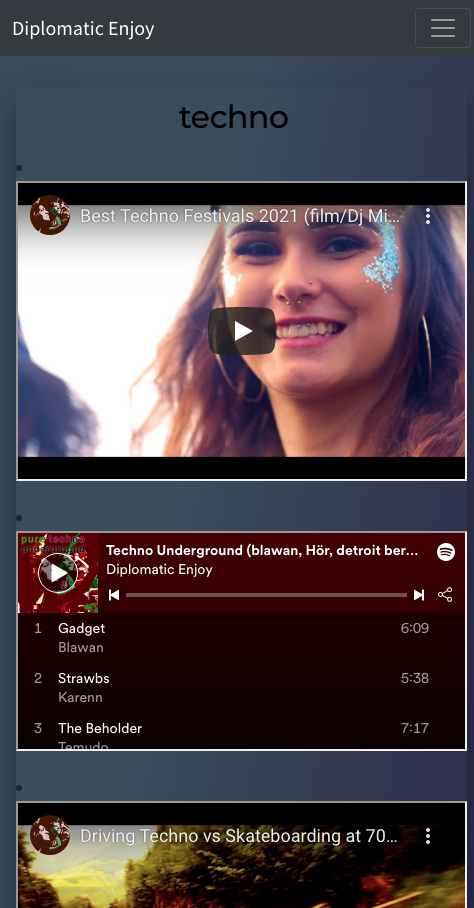 Diplomatic Enjoy
techno
Best Techno Festivals 2021 (film/Dj Mi...
pure techno
underground
Techno Underground (blawan, Hör, detroit ber...
Diplomatic Enjoy
1 Gadget 6:09
Blawan
2 Strawbs 5:38
Karenn
3 The Beholder 7:17
Temudo
Driving Techno vs Skateboarding at 70...